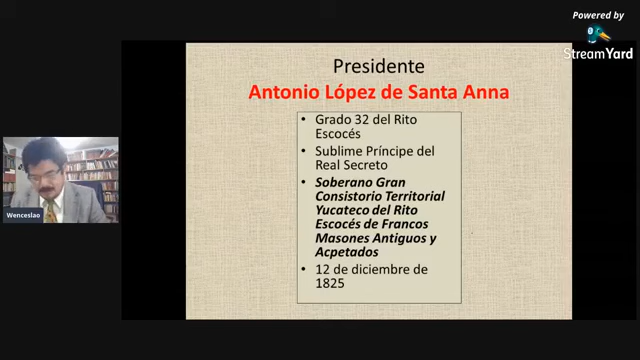 Powered by
StreamYard
Presidente
Antonio López de Santa Anna
• Grado 32 del Rito
Escocés
• Sublime Príncipe del
Real Secreto
• Soberano Gran
Consistorio Territorial
Yucateco del Rito
Escocés de Francos
Masones Antiguos y
Acpetados
• 12 de diciembre de
1825
Wenceslao